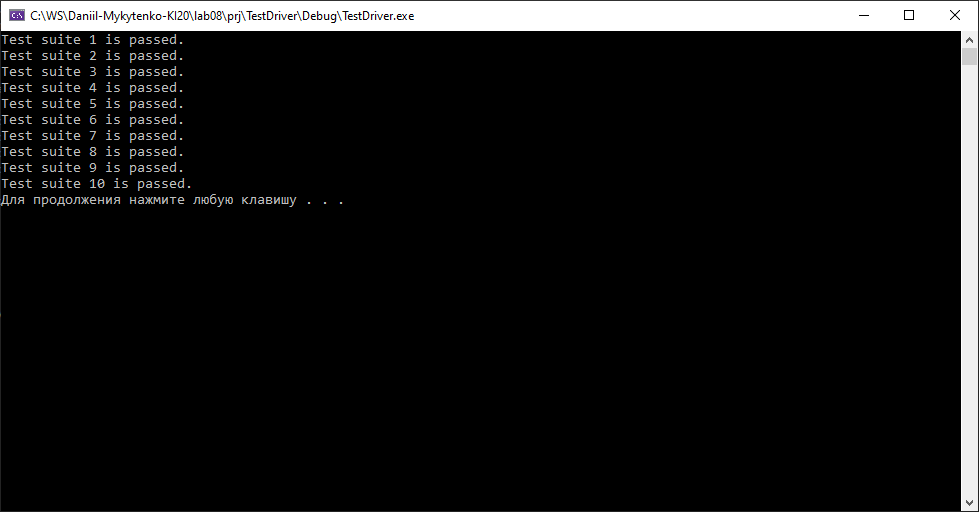 C:\WS\Daniil-Mykytenko-KI20\lab08\prj\TestDriver\Debug\TestDriver.exe
Test suite 1 is passed.
Test suite 2 is passed.
Test suite 3 is passed.
Test suite 4 is passed.
Test suite 5 is passed.
Test suite 6 is passed.
Test suite 7 is passed.
Test suite 8 is passed.
Test suite 9 is passed.
Test suite 10 is passed.
Для продолжения нажмите любую клавишу . . .